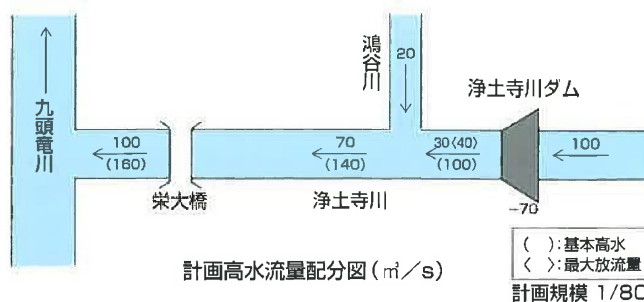 九頭竜川
100
(160)
栄大橋
70
(140)
浄土寺川
鴻谷川
20
30〈40〉
(100)
浄土寺川ダム
100
-70
計画高水流量配分図(㎥/s)
( ):基本高水
〈 〉:最大放流量
計画規模 1/80